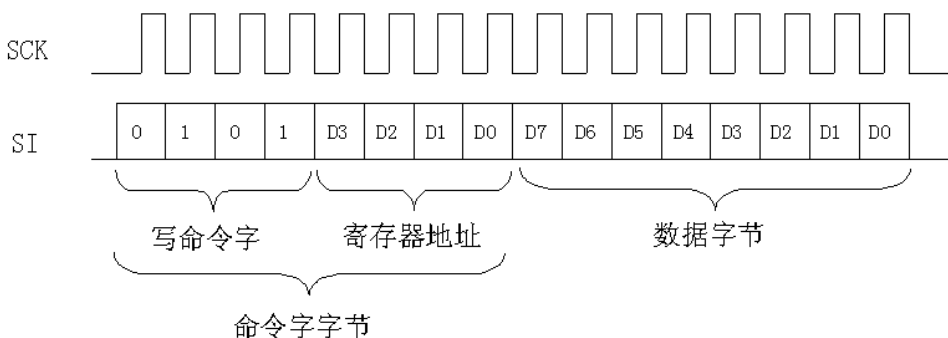 SCK
SI 0 1 0 1 D3 D2 D1 D0 D7 D6 D5 D4 D3 D2 D1 D0
写命令字 寄存器地址 数据字节
命令字字节